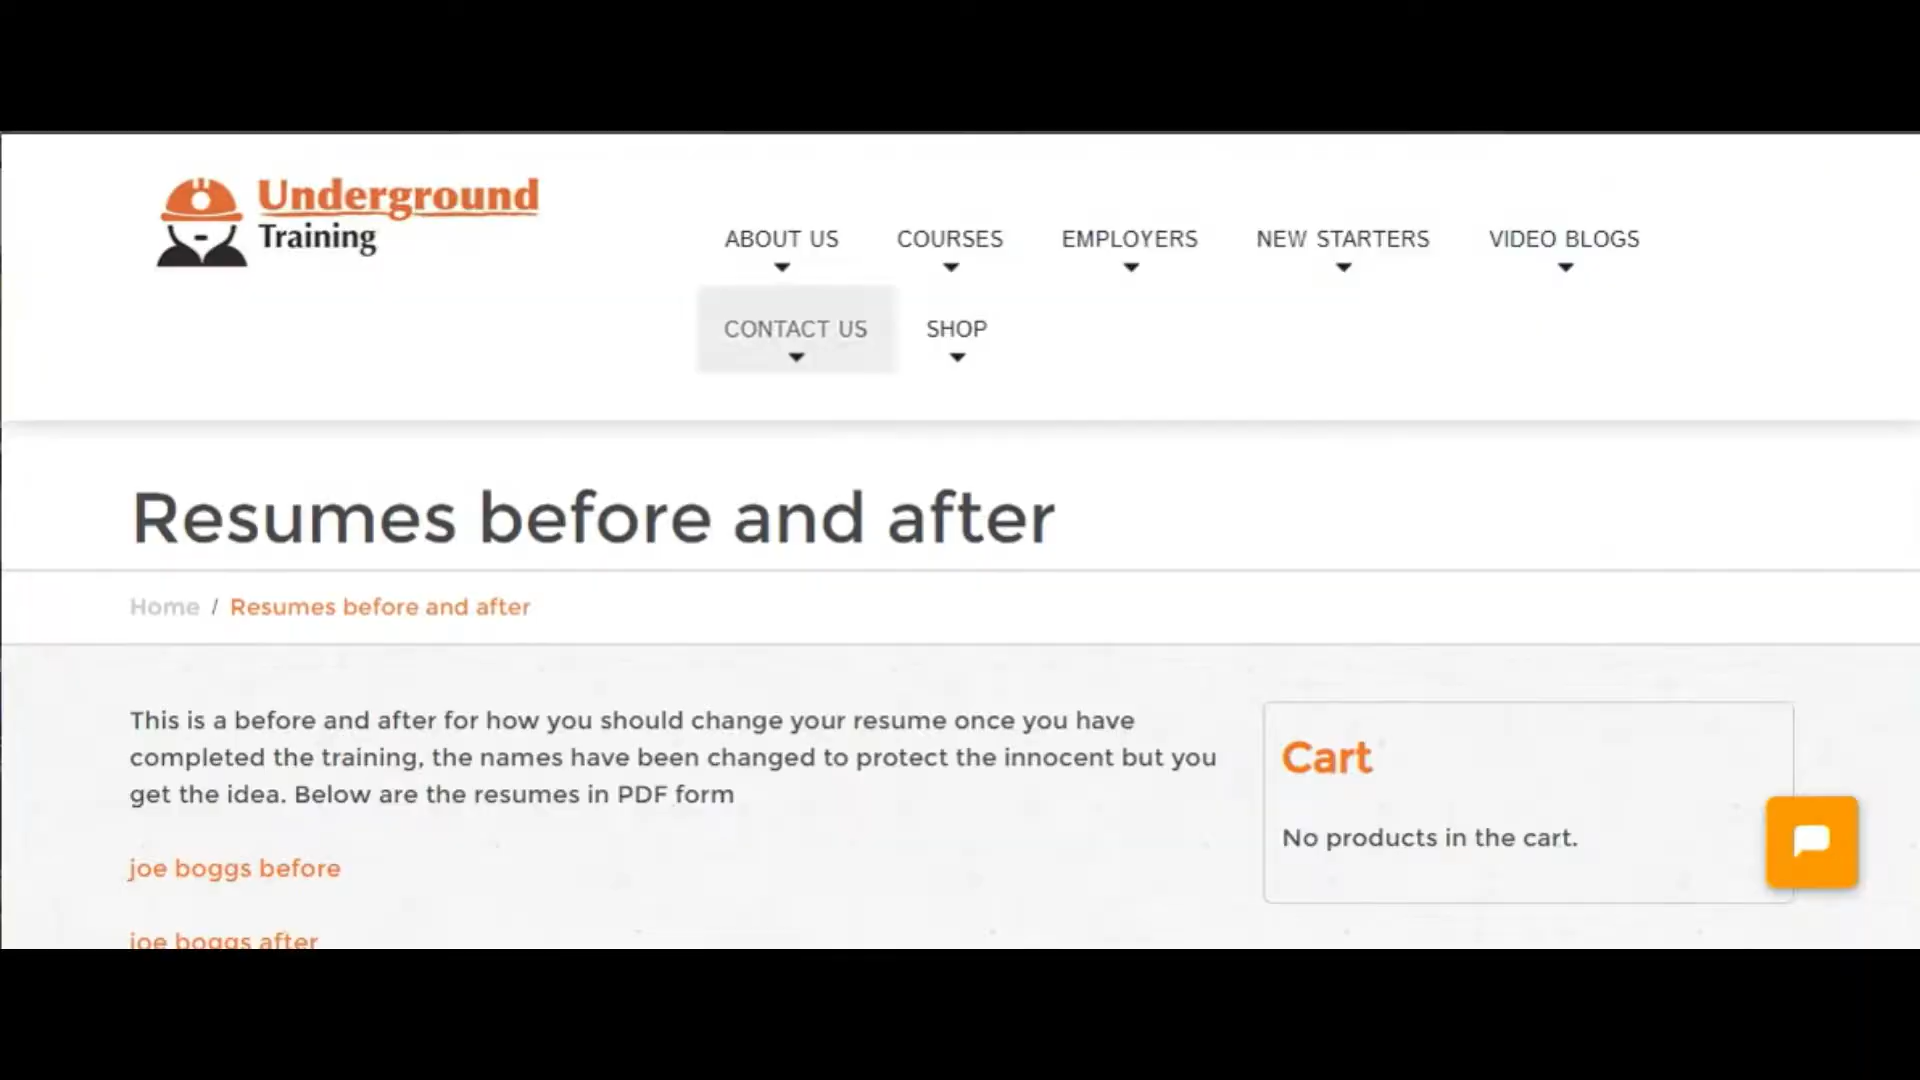 Underground
Training
ABOUT US COURSES EMPLOYERS NEW STARTERS VIDEO BLOGS
CONTACT US SHOP
Resumes before and after
Home / Resumes before and after
This is a before and after for how you should change your resume once you have
completed the training, the names have been changed to protect the innocent but you
get the idea. Below are the resumes in PDF form
Cart
No products in the cart.
joe boggs before
joe boggs after